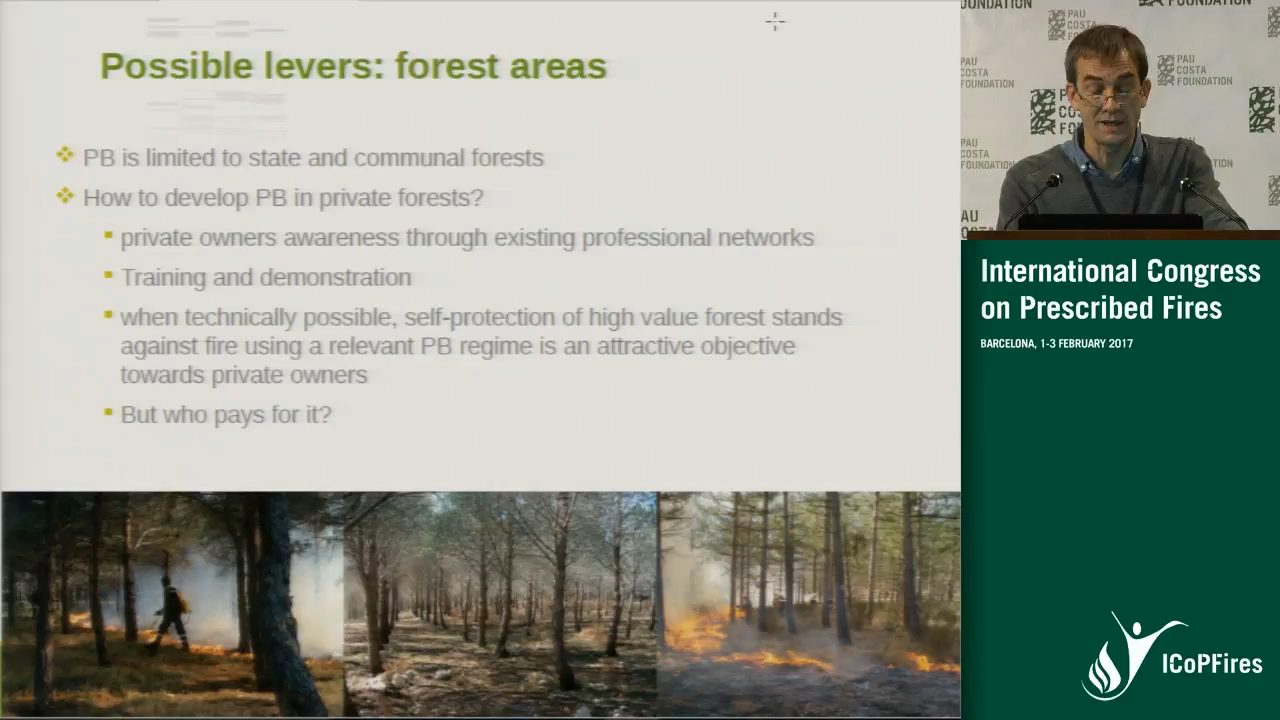 Possible levers: forest areas
PB is limited to state and communal forests
How to develop PB in private forests?
private owners awareness through existing professional networks
Training and demonstration
when technically possible, self-protection of high value forest stands
against fire using a relevant PB regime is an attractive objective
towards private owners
But who pays for it?
FOUNDATION
PAU
COSTA
FOUNDATION
PAU
COSTA
FOUNDATION
International Congress
on Prescribed Fires
BARCELONA, 1-3 FEBRUARY 2017
ICoPFires